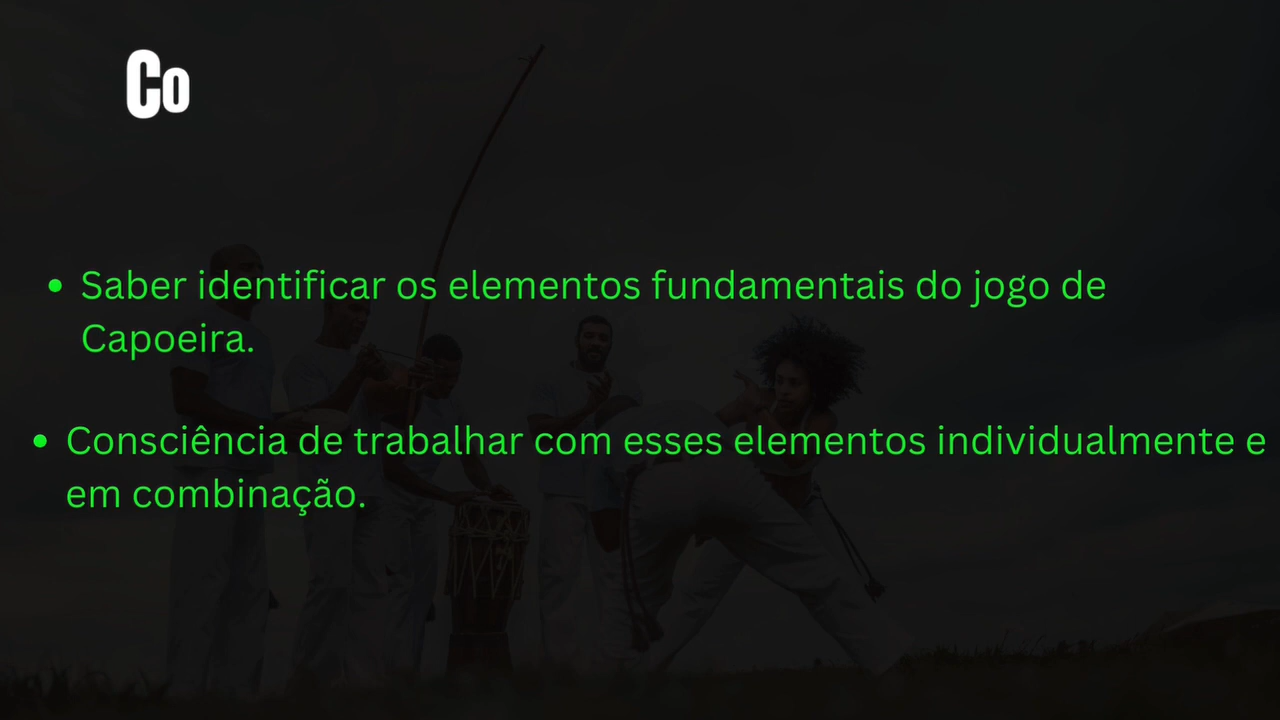 Co
• Saber identificar os elementos fundamentais do jogo de
Capoeira.
• Consciência de trabalhar com esses elementos individualmente e
em combinação.